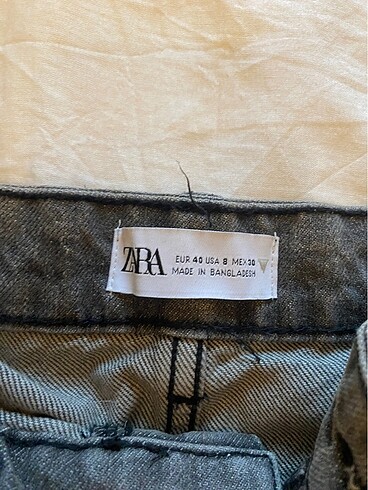 ZARA
EUR 40 USA 8 MEX 30
MADE IN BANGLADESH